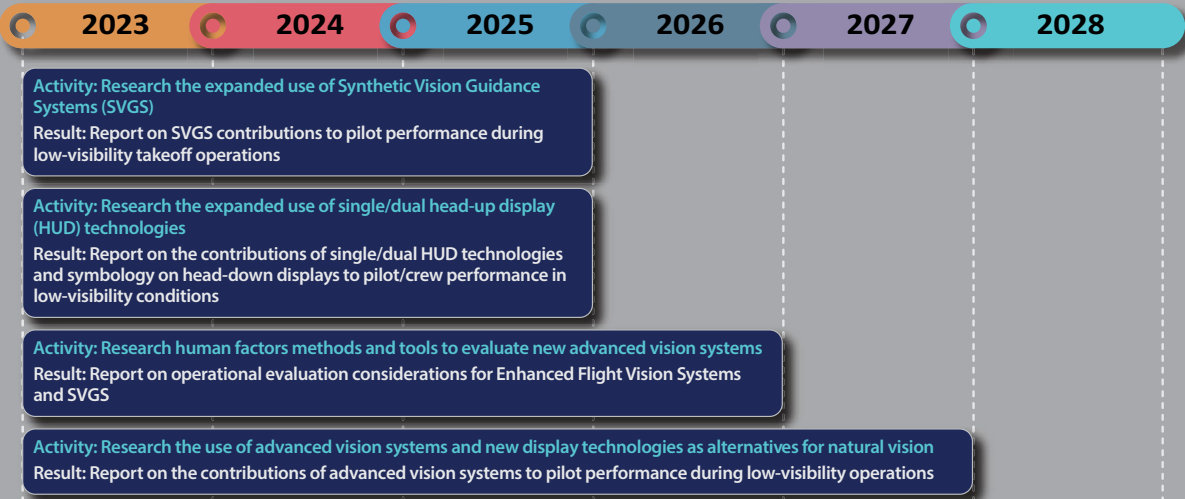 2023 2024 2025 2026 2027 2028
Activity: Research the expanded use of Synthetic Vision Guidance
Systems (SVGS)
Result: Report on SVGS contributions to pilot performance during
low-visibility takeoff operations
Activity: Research the expanded use of single/dual head-up display
(HUD) technologies
Result: Report on the contributions of single/dual HUD technologies
and symbology on head-down displays to pilot/crew performance in
low-visibility conditions
Activity: Research human factors methods and tools to evaluate new advanced vision systems
Result: Report on operational evaluation considerations for Enhanced Flight Vision Systems
and SVGS
Activity: Research the use of advanced vision systems and new display technologies as alternatives for natural vision
Result: Report on the contributions of advanced vision systems to pilot performance during low-visibility operations